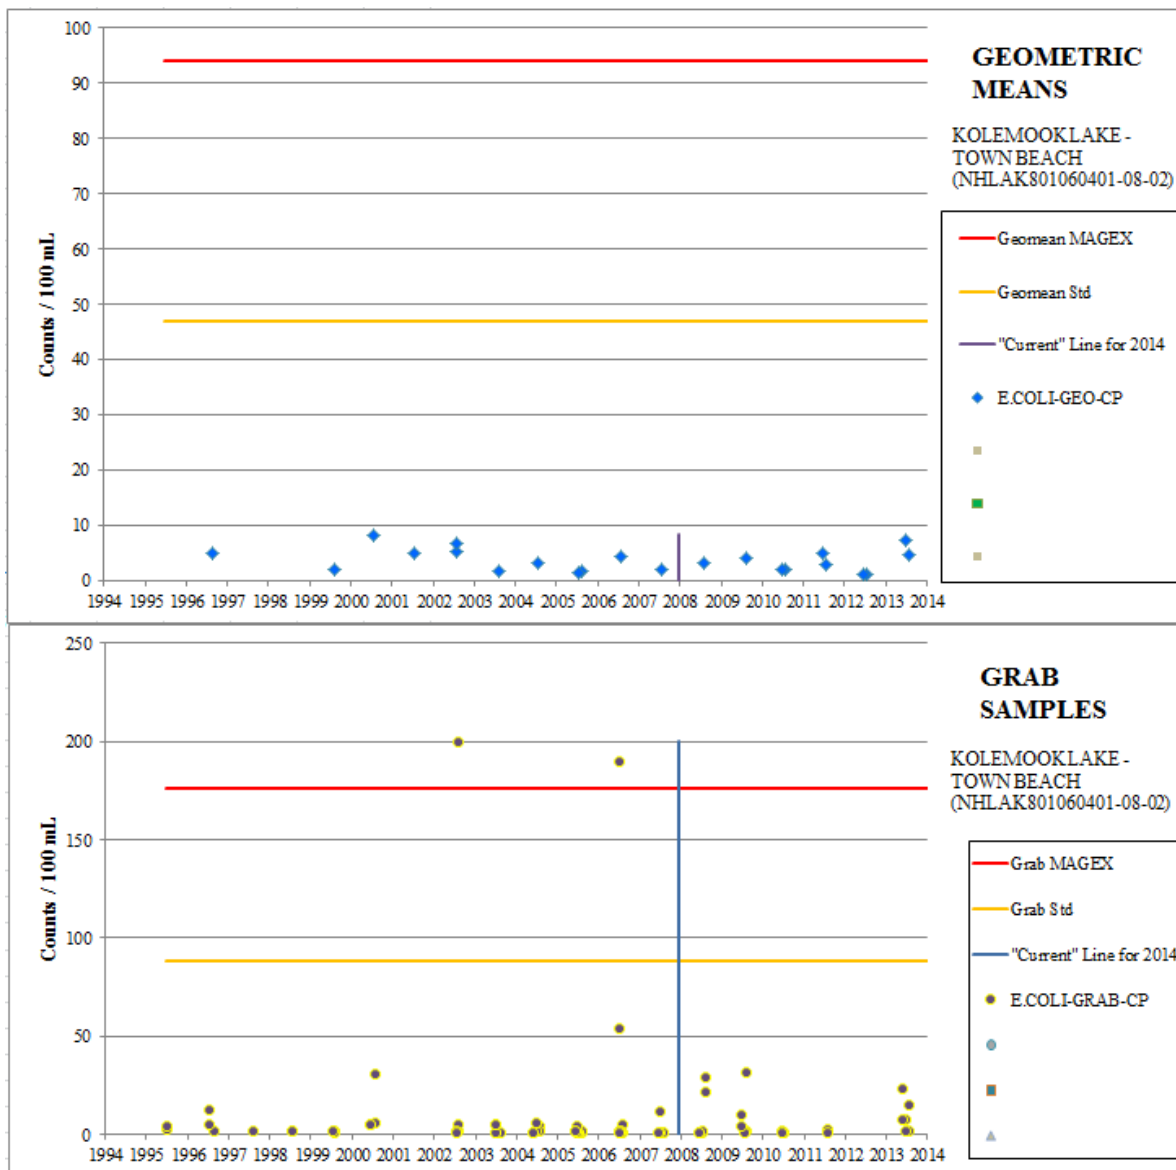 100
90
80
70
60
50
40
30
20
10
0
Counts / 100 mL
1994 1995 1996 1997 1998 1999 2000 2001 2002 2003 2004 2005 2006 2007 2008 2009 2010 2011 2012 2013 2014
GEOMETRIC
MEANS
KOLEMOOK LAKE -
TOWN BEACH
(NHLAK801060401-08-02)
Geomean MAGEX
Geomean Std
"Current" Line for 2014
E.COLI-GEO-CP
250
200
150
100
50
0
Counts / 100 mL
1994 1995 1996 1997 1998 1999 2000 2001 2002 2003 2004 2005 2006 2007 2008 2009 2010 2011 2012 2013 2014
GRAB
SAMPLES
KOLEMOOK LAKE -
TOWN BEACH
(NHLAK801060401-08-02)
Grab MAGEX
Grab Std
"Current" Line for 2014
E.COLI-GRAB-CP